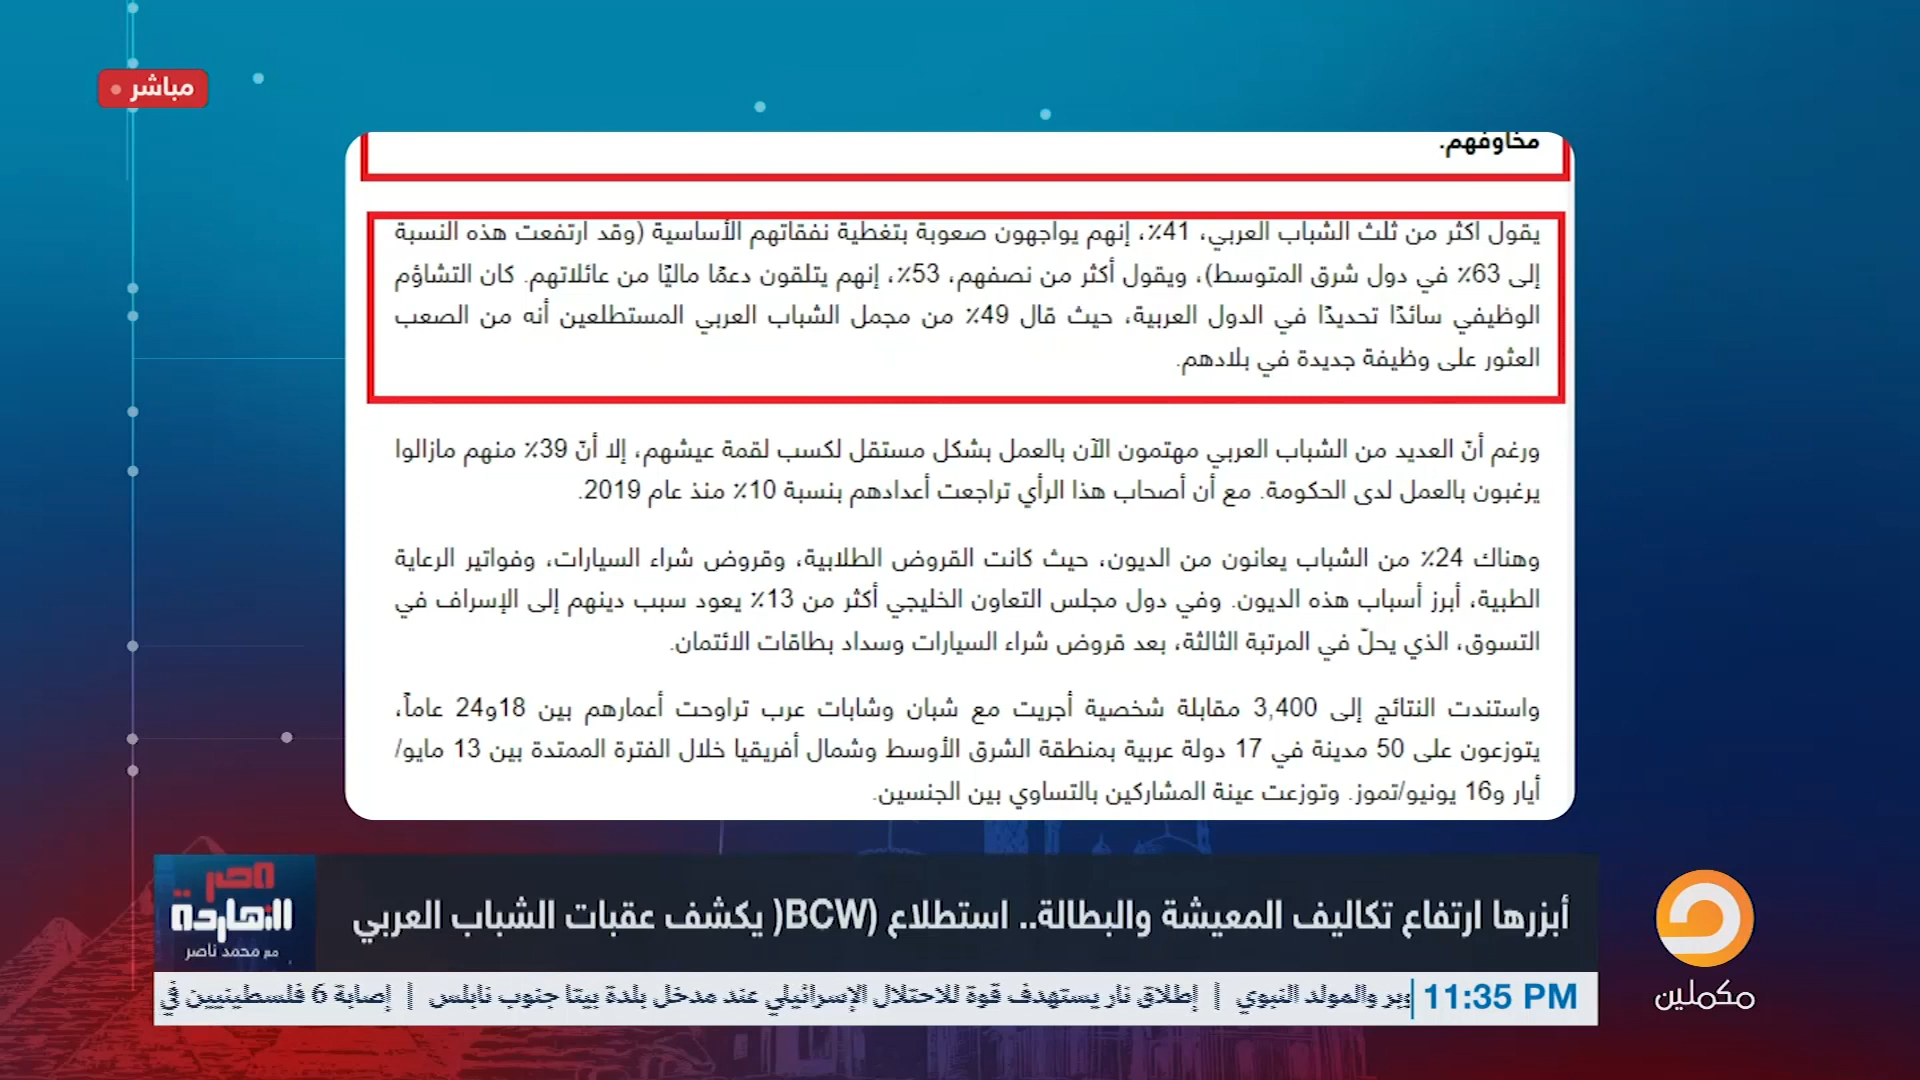 مباشر
مخاوفهم.
يقول أكثر من ثلث الشباب العربي، 41٪، إنهم يواجهون صعوبة بتغطية نفقاتهم الأساسية (وقد ارتفعت هذه النسبة
إلى 63٪ في دول شرق المتوسط)، ويقول أكثر من نصفهم، 53٪، إنهم يتلقون دعمًا ماليًا من عائلاتهم. كان التشاؤم
الوظيفي سائدًا تحديدًا في الدول العربية، حيث قال 49٪ من مجمل الشباب العربي المستطلعين أنه من الصعب
العثور على وظيفة جديدة في بلادهم.
ورغم أنّ العديد من الشباب العربي مهتمون الآن بالعمل بشكل مستقل لكسب لقمة عيشهم، إلا أنّ 39٪ منهم مازالوا
يرغبون بالعمل لدى الحكومة. مع أن أصحاب هذا الرأي تراجعت أعدادهم بنسبة 10٪ منذ عام 2019.
وهناك 24٪ من الشباب يعانون من الديون، حيث كانت القروض الطلابية، وقروض شراء السيارات، وفواتير الرعاية
الطبية، أبرز أسباب هذه الديون. وفي دول مجلس التعاون الخليجي أكثر من 13٪ يعود سبب دينهم إلى الإسراف في
التسوق، الذي يحلّ في المرتبة الثالثة، بعد قروض شراء السيارات وسداد بطاقات الائتمان.
واستندت النتائج إلى 3,400 مقابلة شخصية أجريت مع شبان وشابات عرب تراوحت أعمارهم بين 18و24 عاماً،
يتوزعون على 50 مدينة في 17 دولة عربية بمنطقة الشرق الأوسط وشمال أفريقيا خلال الفترة الممتدة بين 13 مايو/
أيار و16 يونيو/تموز. وتوزعت عينة المشاركين بالتساوي بين الجنسين.
أبزرها ارتفاع تكاليف المعيشة والبطالة.. استطلاع (BCW) يكشف عقبات الشباب العربي
مصر
النهاردة
مع محمد ناصر
11:35 PM
وير والمولد النبوي | إطلاق نار يستهدف قوة للاحتلال الإسرائيلي عند مدخل بلدة بيتا جنوب نابلس | إصابة 6 فلسطينيين في
مكملين